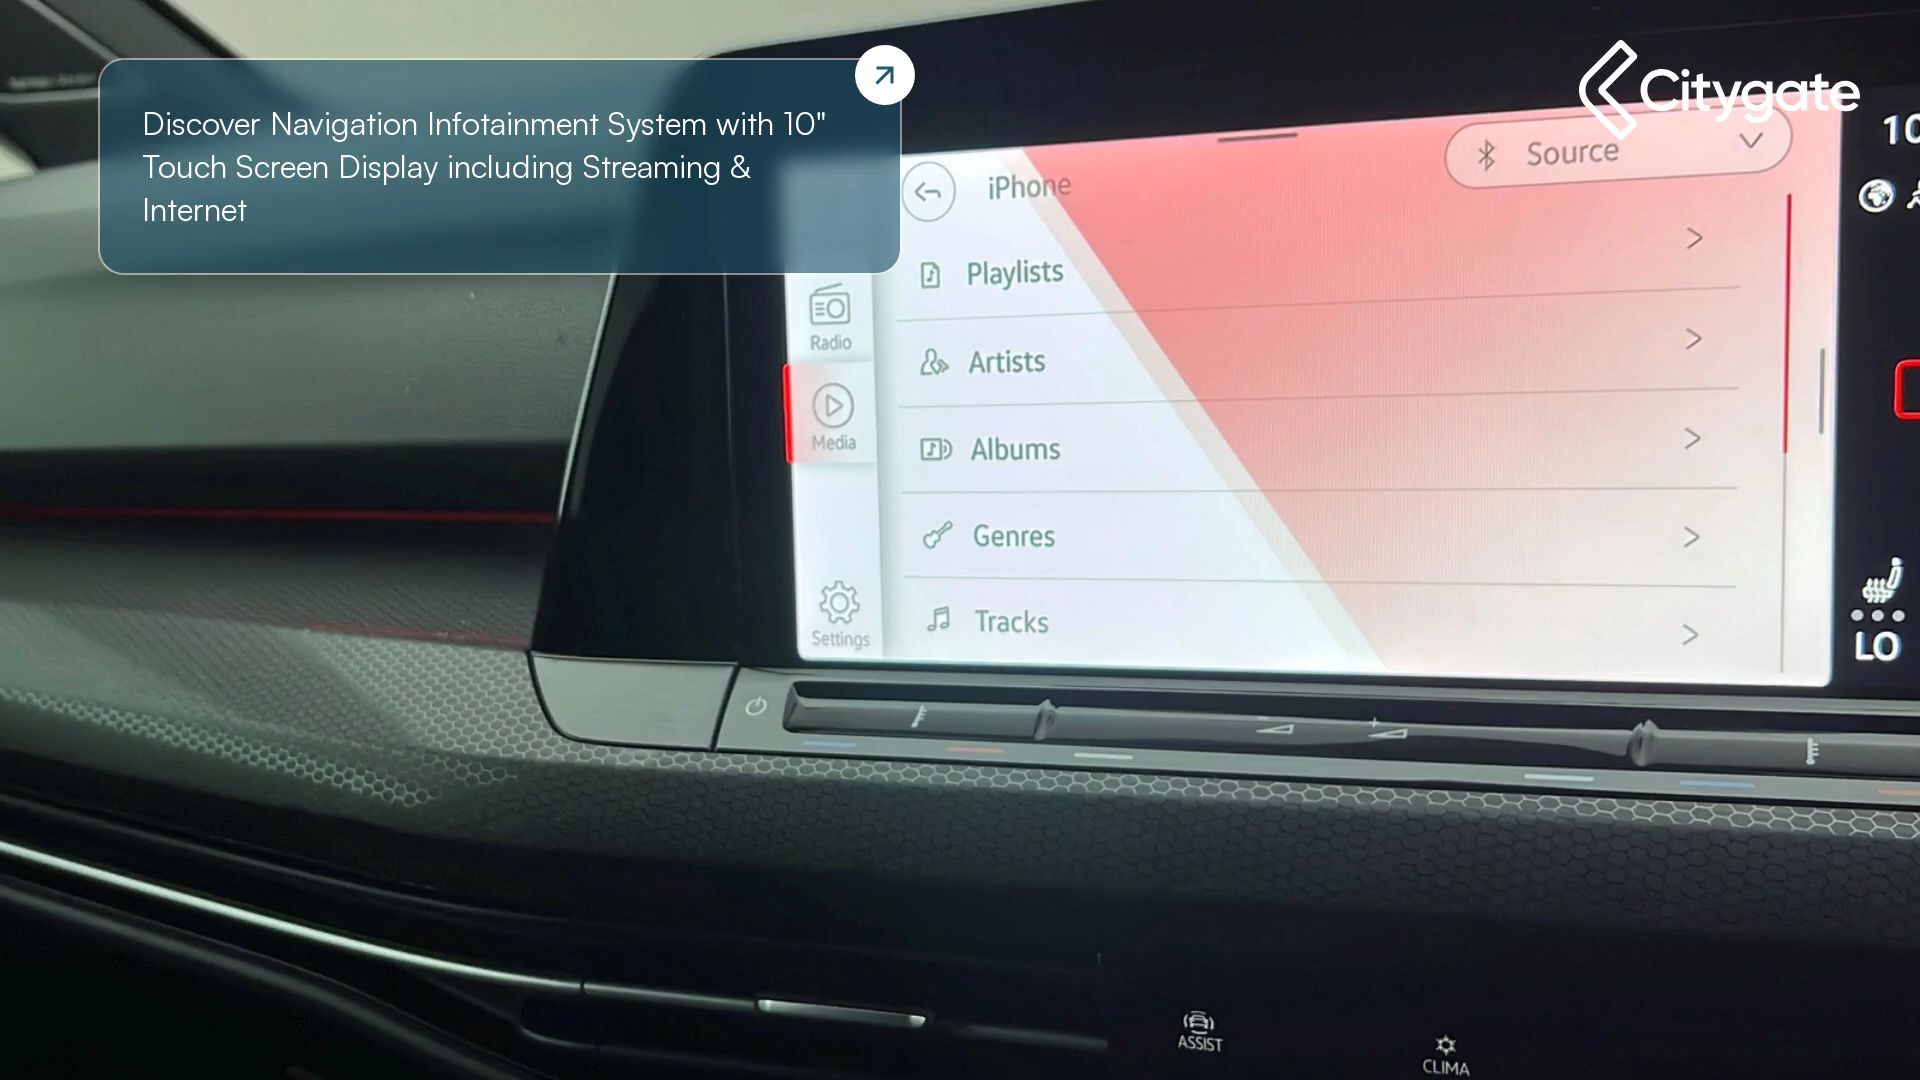 Discover Navigation Infotainment System with 10"
Touch Screen Display including Streaming &
Internet
Citygate
iPhone
Source
10
Playlists
Radio
Artists
Media
Albums
Genres
Tracks
Settings
LO
ASSIST
CLIMA